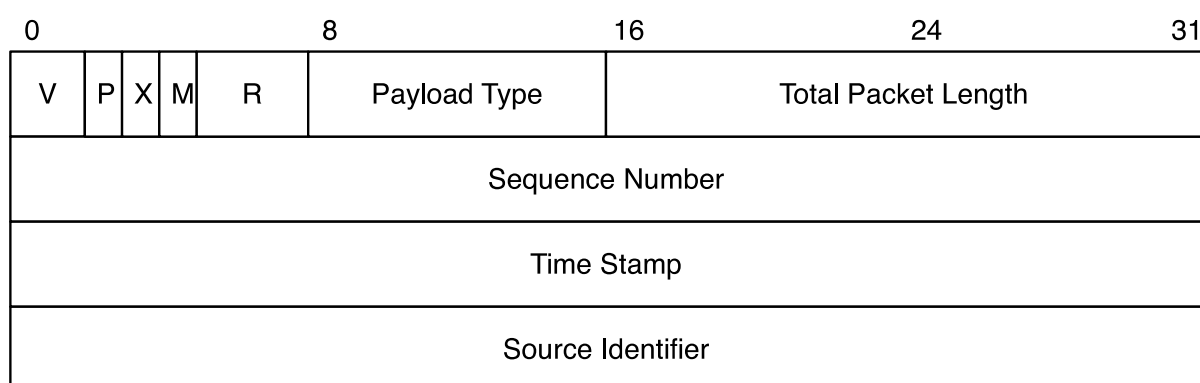 0 8 16 24 31
V P X M R Payload Type Total Packet Length
Sequence Number
Time Stamp
Source Identifier